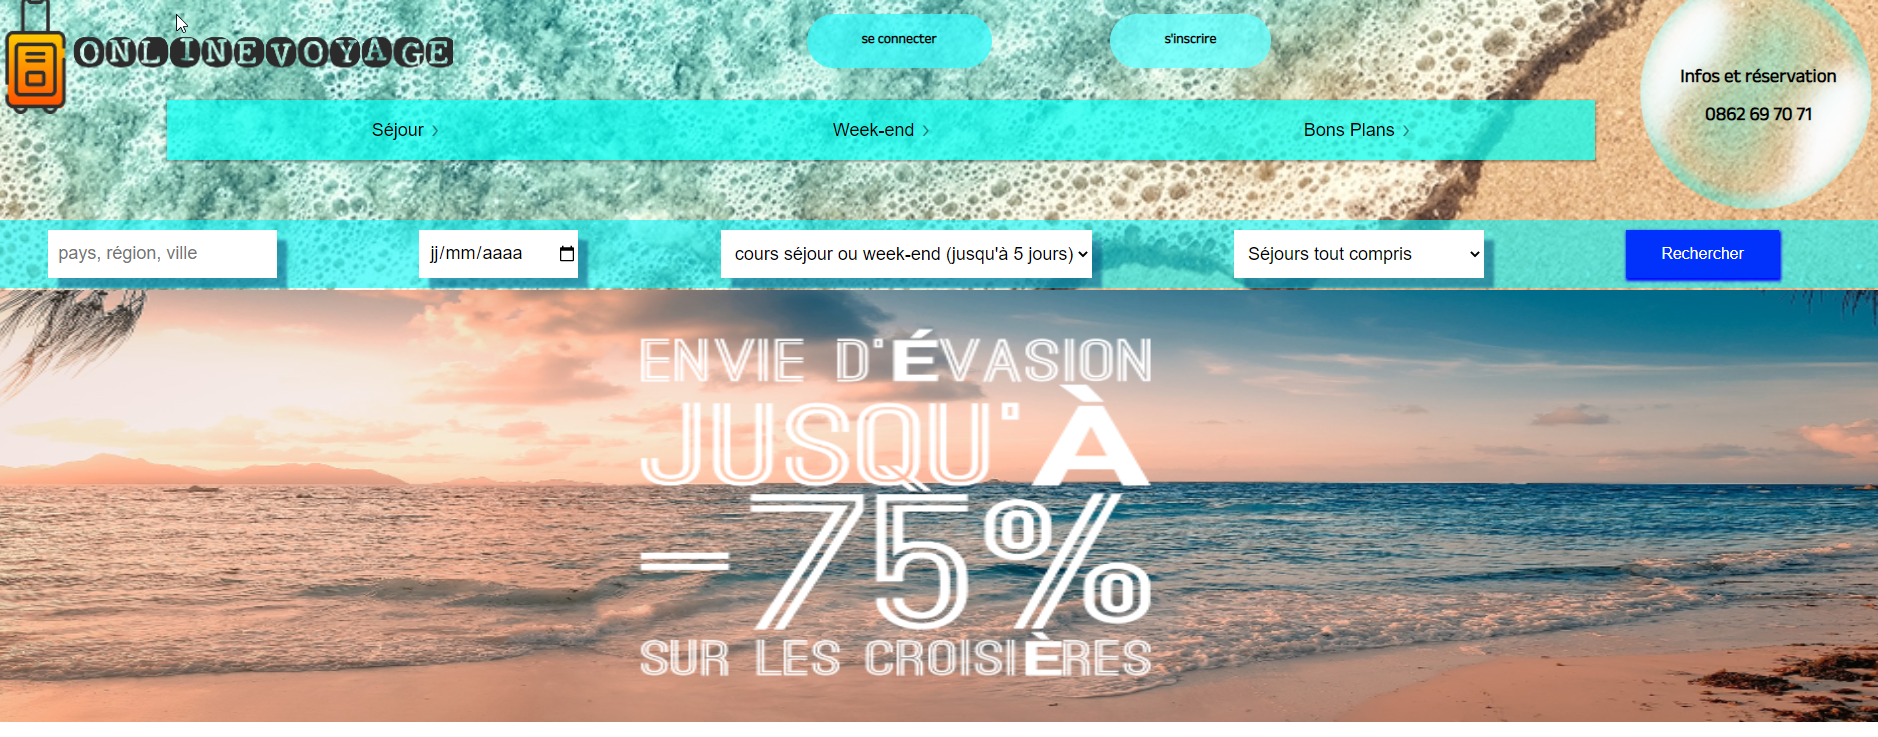 ONLINEVOYAGE
se connecter
s'inscrire
Infos et réservation
0862 69 70 71
Séjour
Week-end
Bons Plans
pays, région, ville
jj/mm/aaaa
cours séjour ou week-end (jusqu'à 5 jours)
Séjours tout compris
Rechercher
ENVIE D'ÉVASION
JUSQU'À
-75%
SUR LES CROISIÈRES